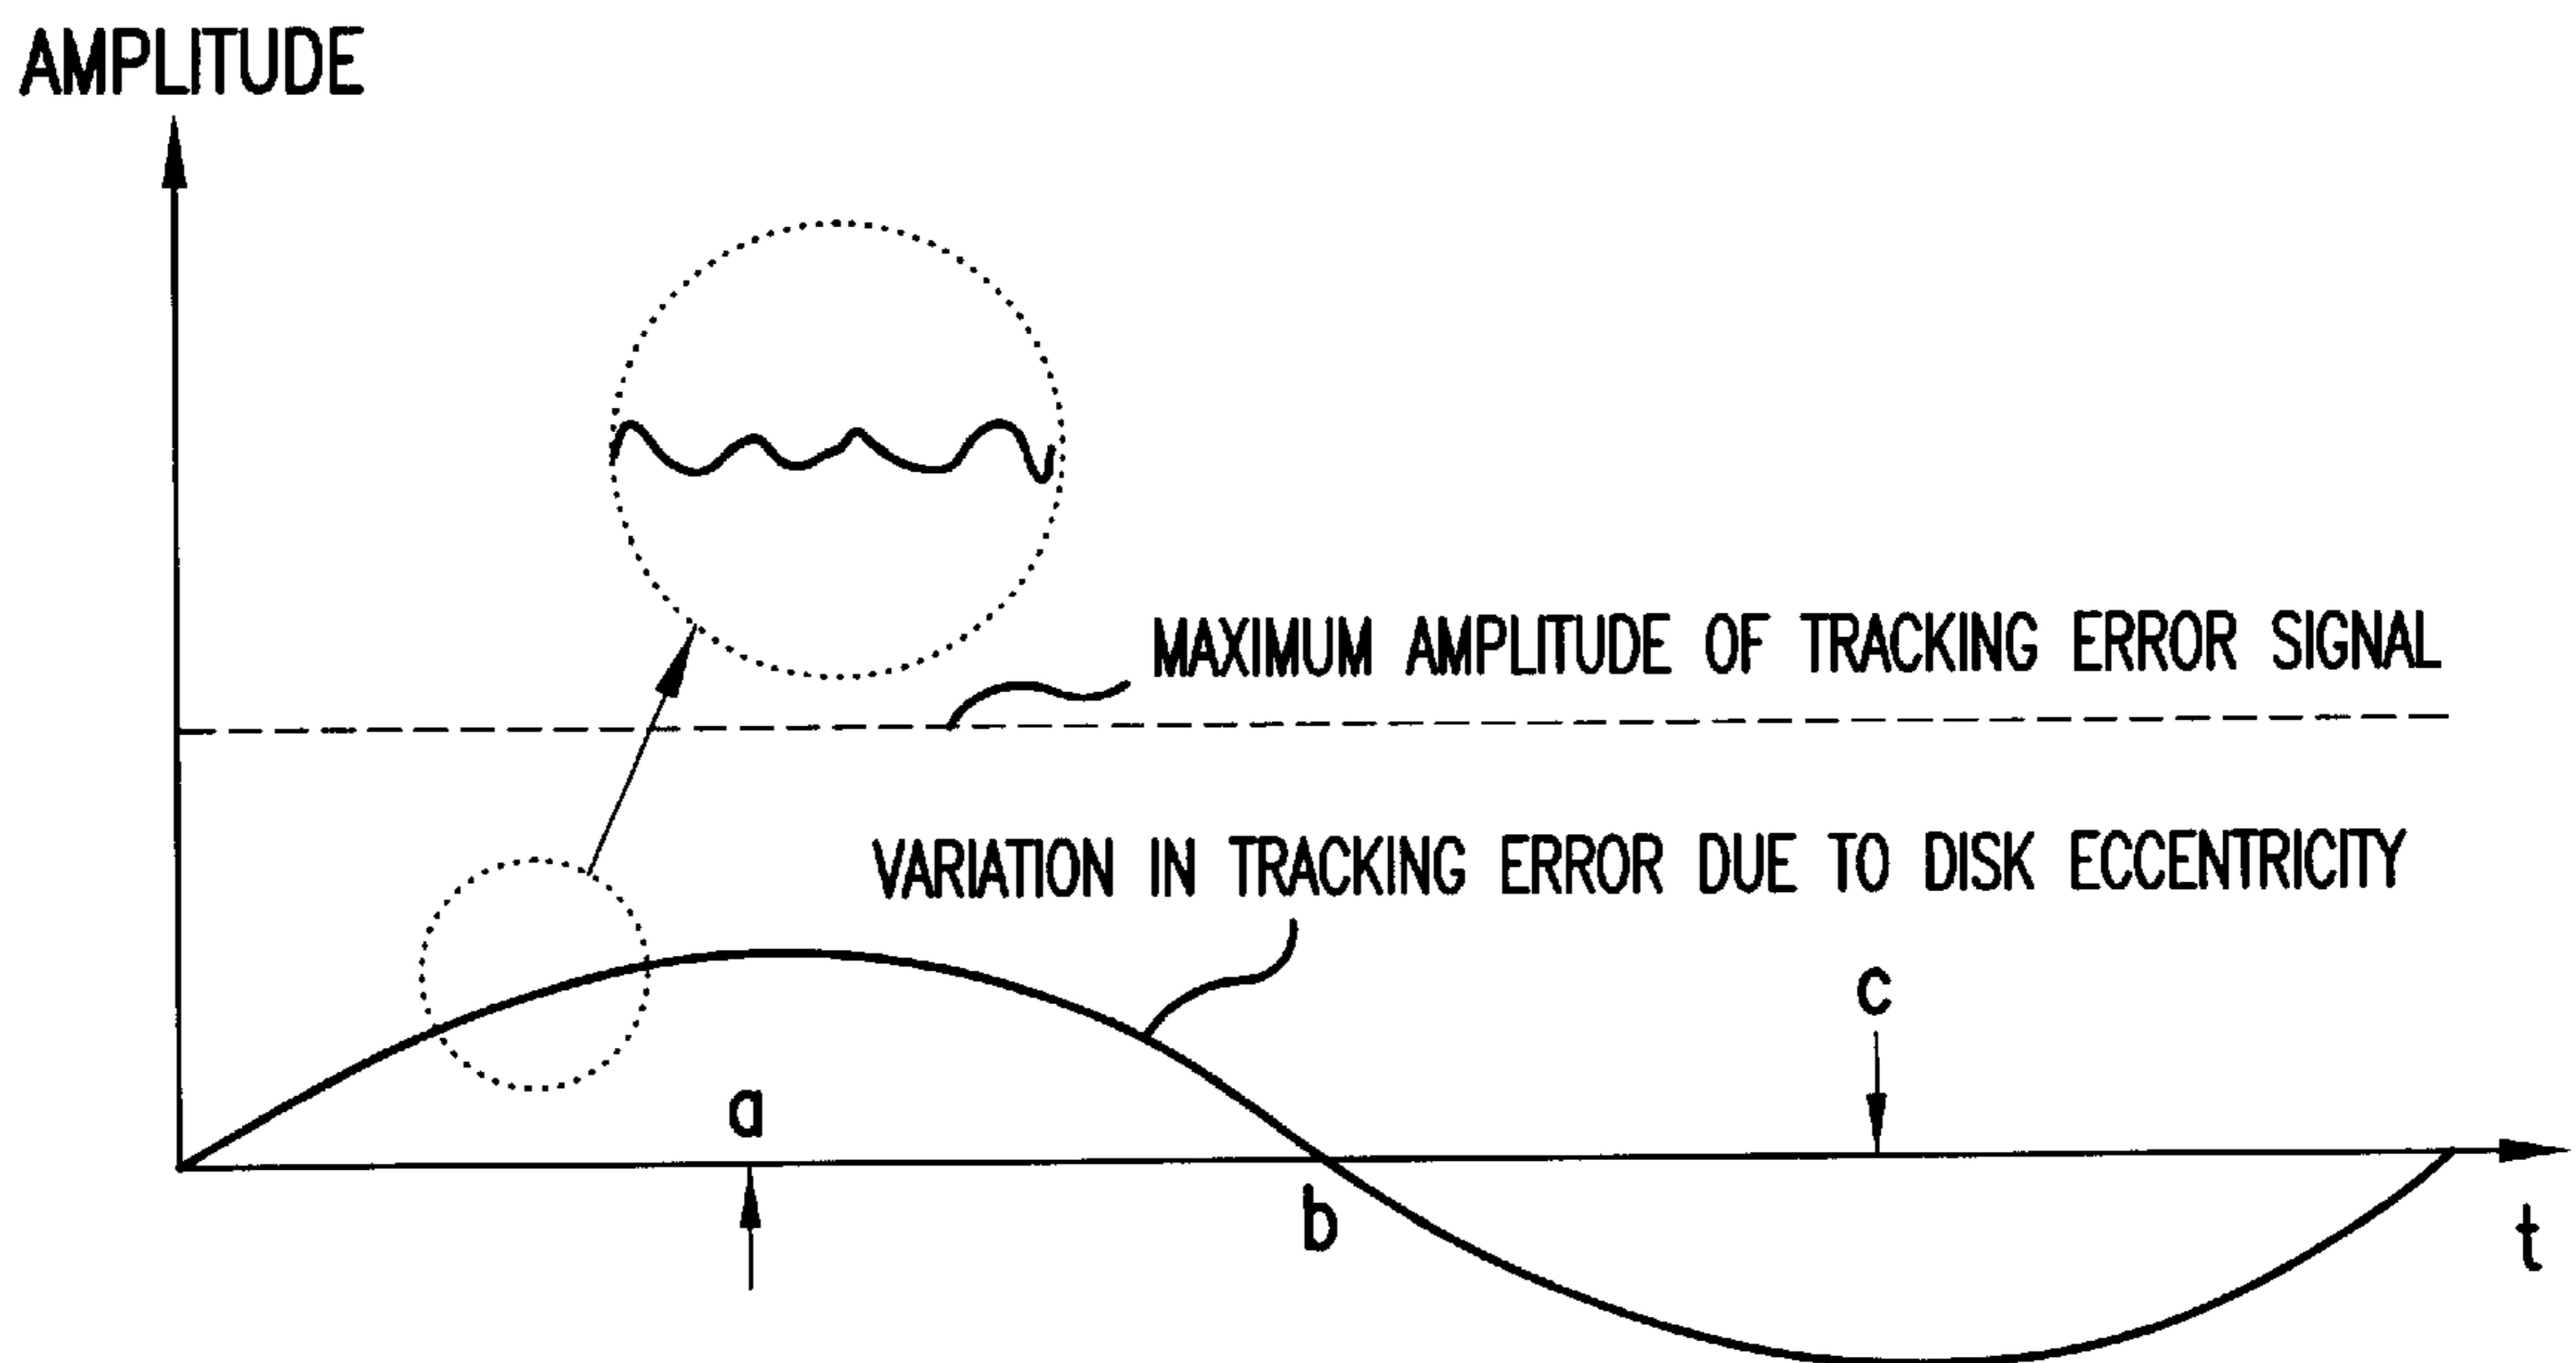 AMPLITUDE
MAXIMUM AMPLITUDE OF TRACKING ERROR SIGNAL
VARIATION IN TRACKING ERROR DUE TO DISK ECCENTRICITY
c
a
b
t